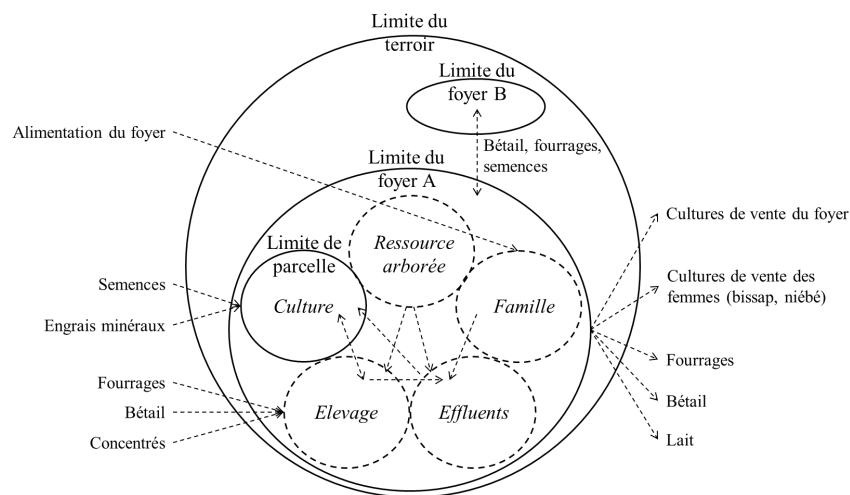 Limite du
terroir
Limite du
foyer B
Alimentation du foyer
Bétail, fourrages,
semences
Limite du
foyer A
Ressource
arborée
Limite de
parcelle
Culture
Famille
Elevage
Effluents
Semences
Engrais minéraux
Fourrages
Bétail
Concentrés
Cultures de vente du foyer
Cultures de vente des
femmes (bissap, niébé)
Fourrages
Bétail
Lait